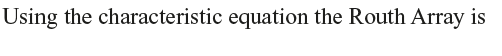 Using the characteristic equation the Routh Array is